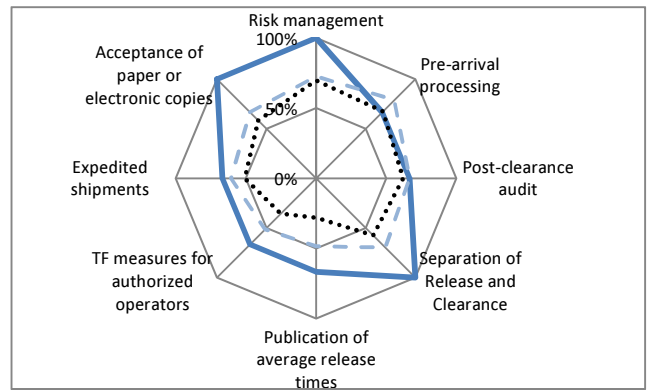 Risk management
100%
Acceptance of
paper or
electronic copies
Pre-arrival
processing
50%
Expedited
shipments
0%
Post-clearance
audit
TF measures for
authorized
operators
Separation of
Release and
Clearance
Publication of
average release
times